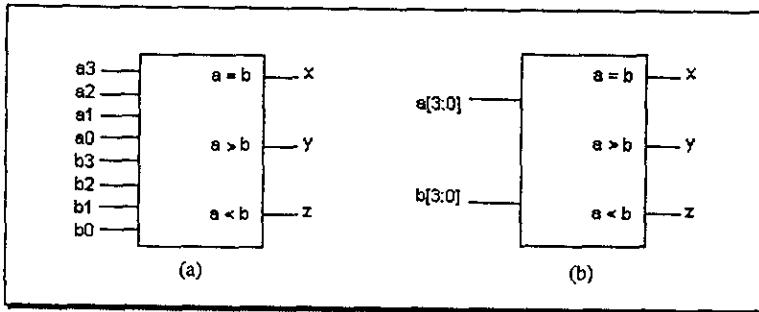 a3
a2
a1
a0
b3
b2
b1
b0
a = b
a > b
a < b
x
y
z
(a)
a[3:0]
b[3:0]
a = b
a > b
a < b
x
y
z
(b)